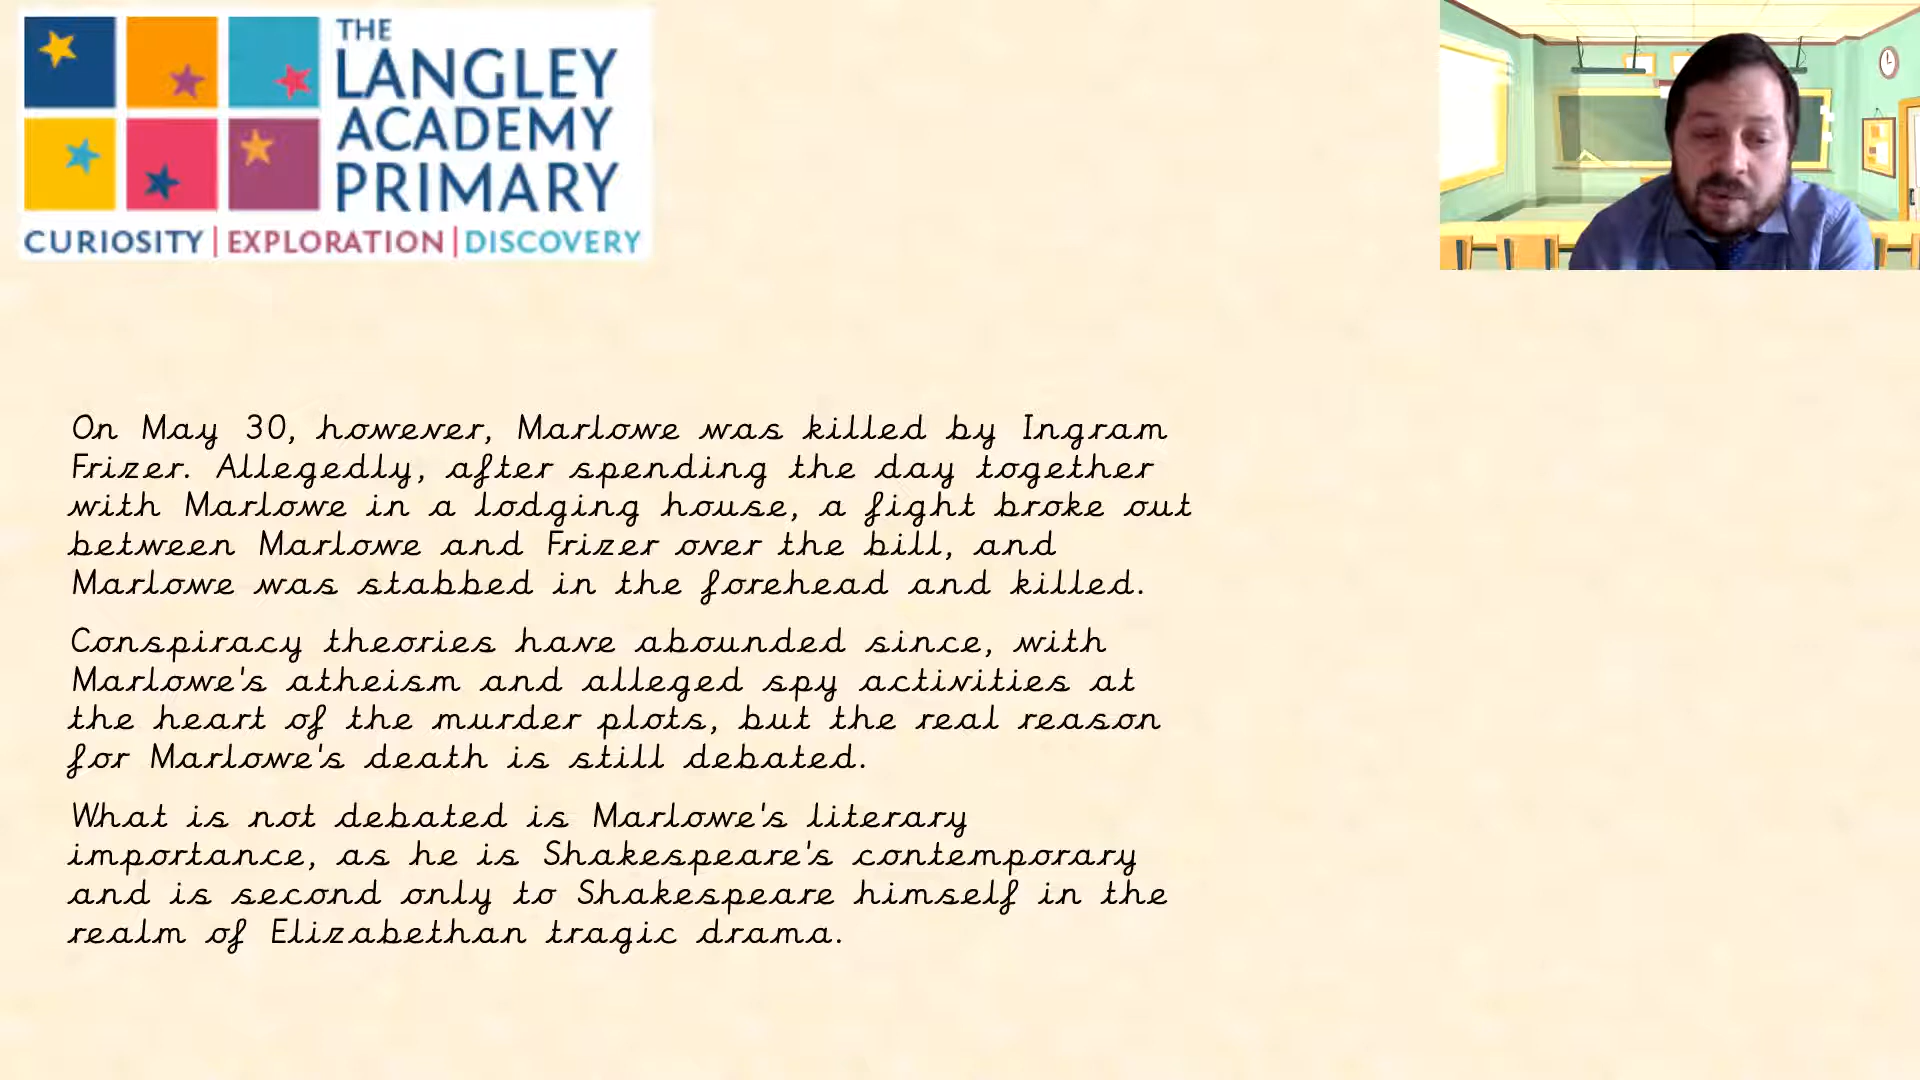 THE
LANGLEY
ACADEMY
PRIMARY
CURIOSITY | EXPLORATION | DISCOVERY
On May 30, however, Marlowe was killed by Ingram
Frizer. Allegedly, after spending the day together
with Marlowe in a lodging house, a fight broke out
between Marlowe and Frizer over the bill, and
Marlowe was stabbed in the forehead and killed.
Conspiracy theories have abounded since, with
Marlowe's atheism and alleged spy activities at
the heart of the murder plots, but the real reason
for Marlowe's death is still debated.
What is not debated is Marlowe's literary
importance, as he is Shakespeare's contemporary
and is second only to Shakespeare himself in the
realm of Elizabethan tragic drama.